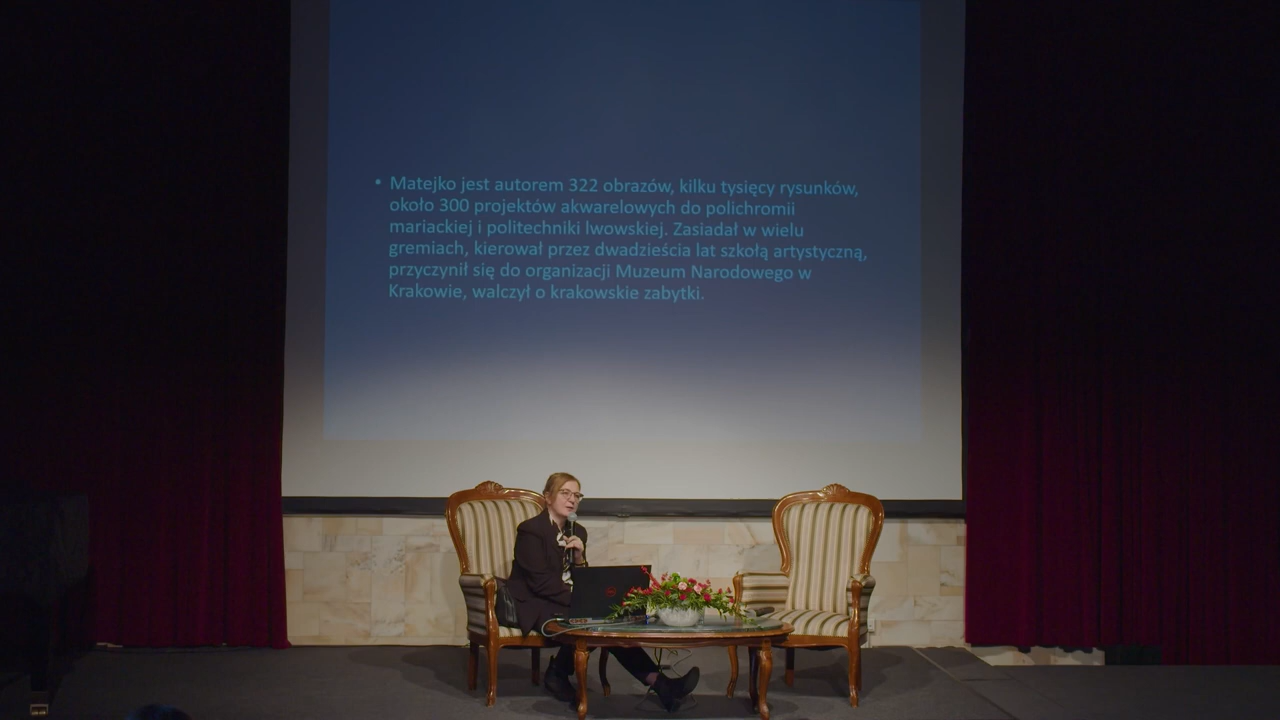 • Matejko jest autorem 322 obrazów, kilku tysięcy rysunków,
około 300 projektów akwarelowych do polichromii
mariackiej i politechniki lwowskiej. Zasiadał w wielu
gremiach, kierował przez dwadzieścia lat szkołą artystyczną,
przyczynił się do organizacji Muzeum Narodowego w
Krakowie, walczył o krakowskie zabytki.